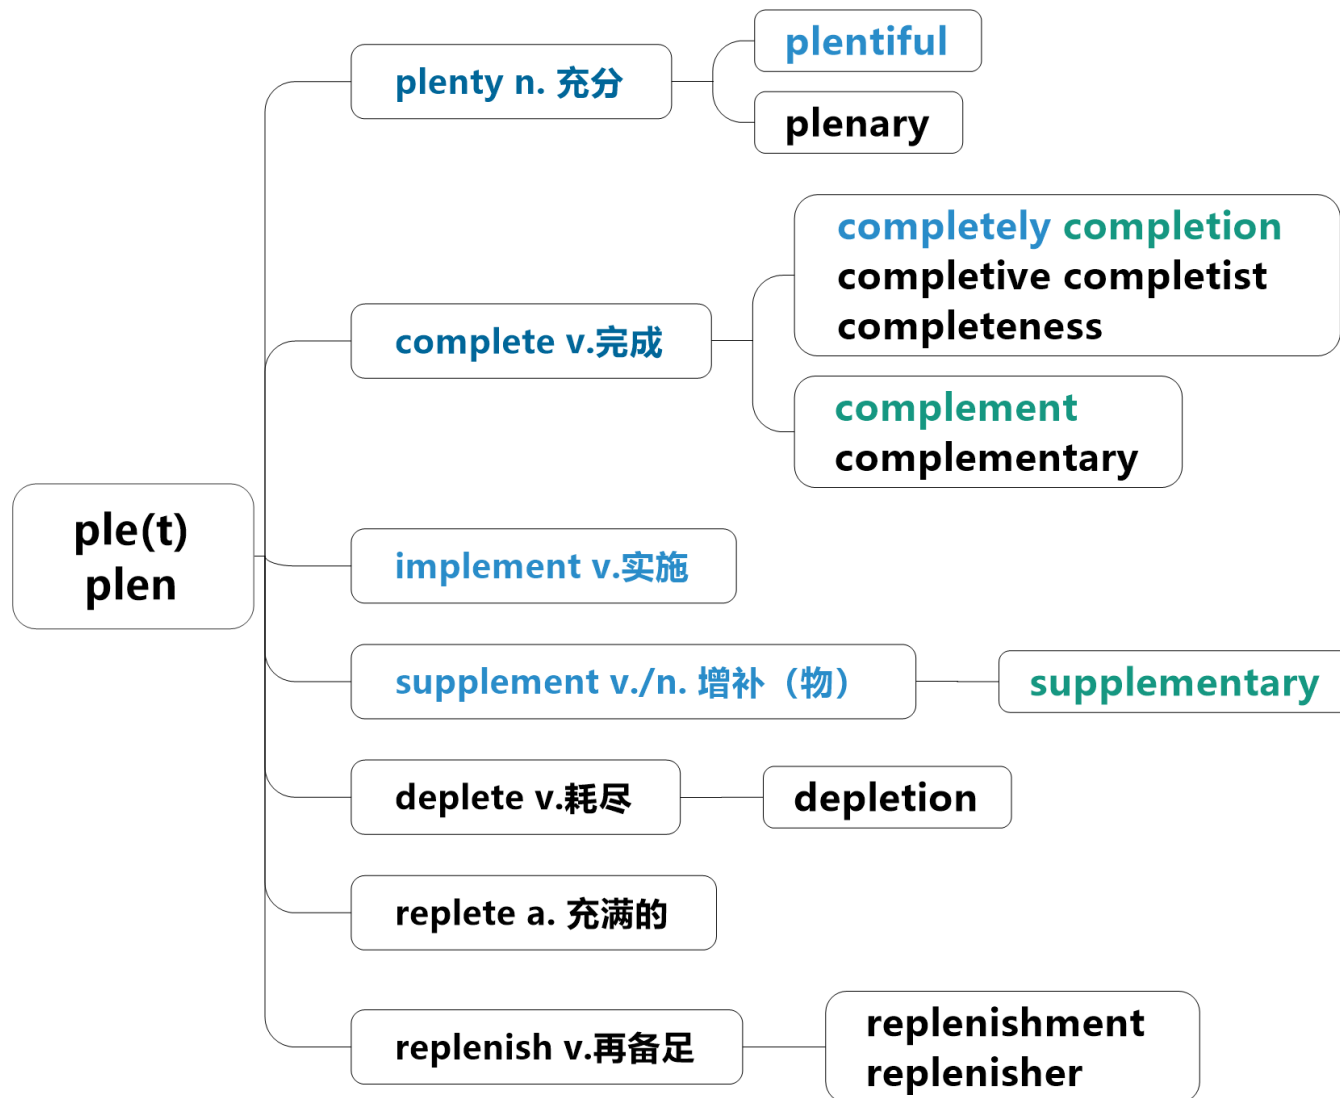 ple(t)
plen
plenty n. 充分
plentiful
plenary
complete v.完成
completely completion
completive completist
completeness
complement
complementary
implement v.实施
supplement v./n. 增补（物）
supplementary
deplete v.耗尽
depletion
replete a. 充满的
replenish v.再备足
replenishment
replenisher